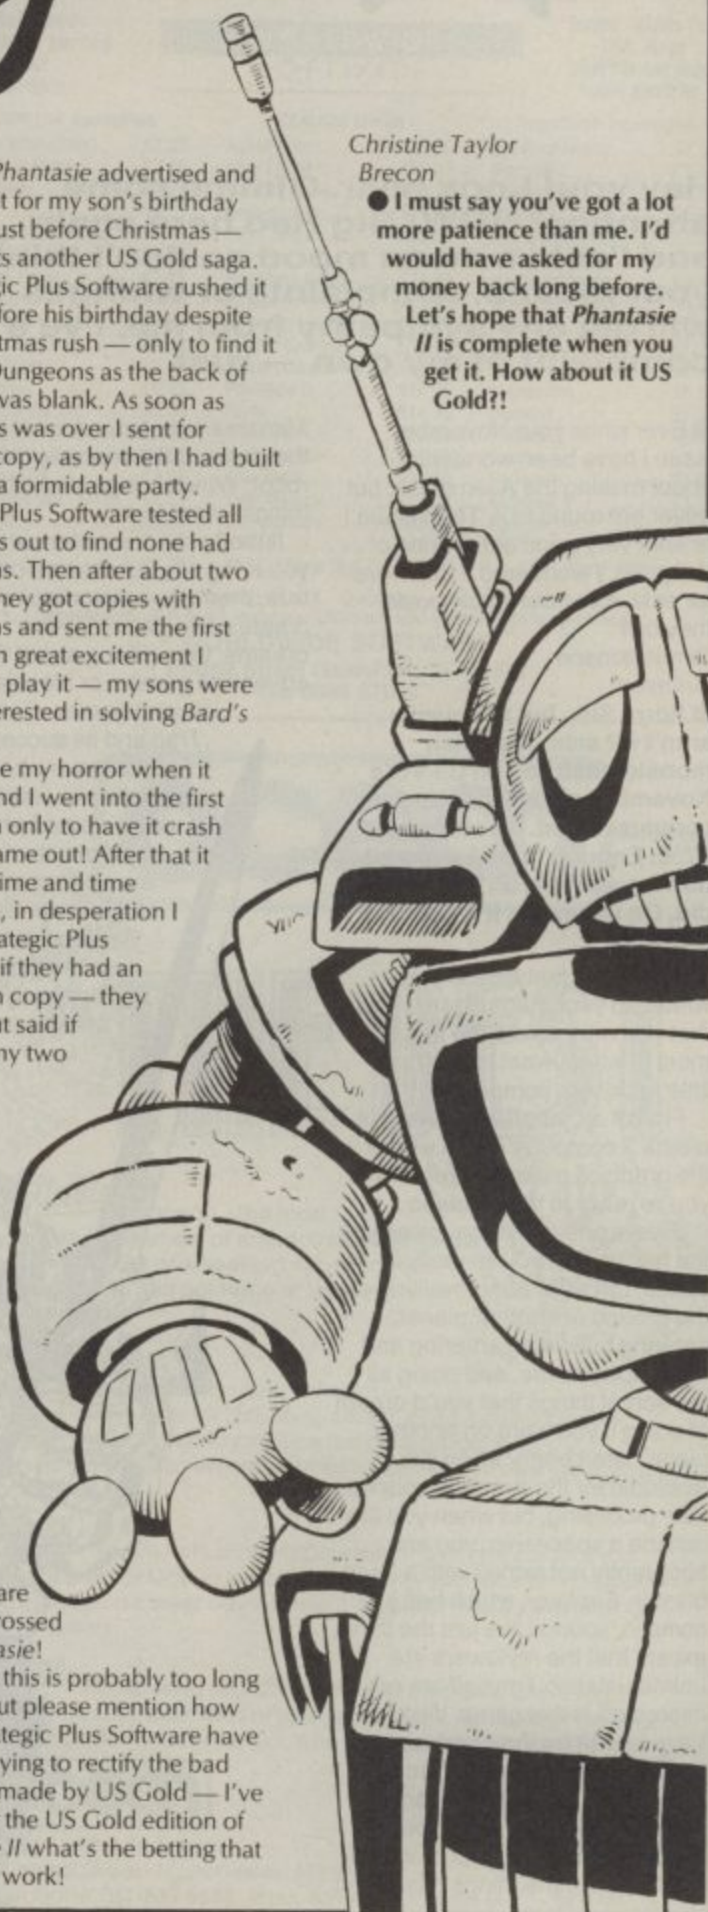 Phantasie advertised and
t for my son's birthday
ust before Christmas —
s another US Gold saga.
gic Plus Software rushed it
fore his birthday despite
tmas rush — only to find it
Dungeons as the back of
was blank. As soon as
s was over I sent for
copy, as by then I had built
a formidable party.
Plus Software tested all
s out to find none had
s. Then after about two
hey got copies with
s and sent me the first
n great excitement I
play it — my sons were
erested in solving Bard's
e my horror when it
nd I went into the first
only to have it crash
ame out! After that it
ime and time
, in desperation I
ategic Plus
if they had an
copy — they
t said if
ny two
are
ossed
asie!
this is probably too long
ut please mention how
tegic Plus Software have
ying to rectify the bad
made by US Gold — I've
the US Gold edition of
II what's the betting that
work!
Christine Taylor
Brecon
● I must say you've got a lot
more patience than me. I'd
would have asked for my
money back long before.
Let's hope that Phantasie
II is complete when you
get it. How about it US
Gold?!